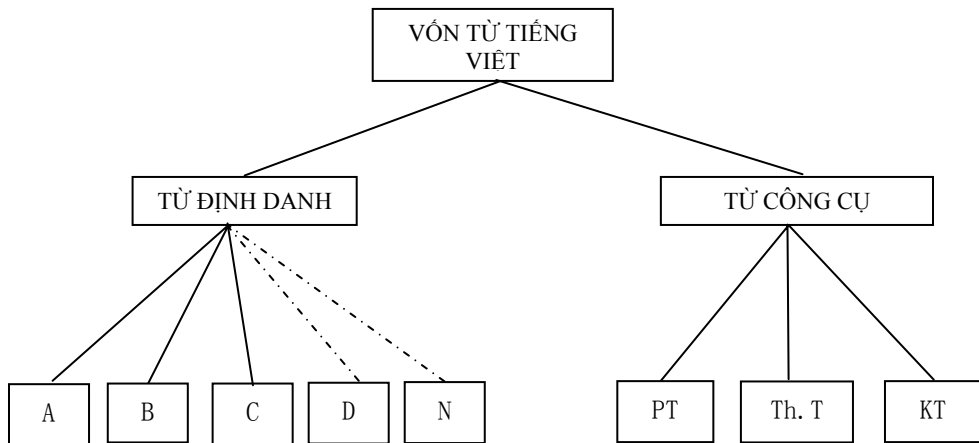 VỐN TỪ TIẾNG
VIỆT
TỪ ĐỊNH DANH
TỪ CÔNG CỤ
A
B
C
D
N
PT
Th. T
KT